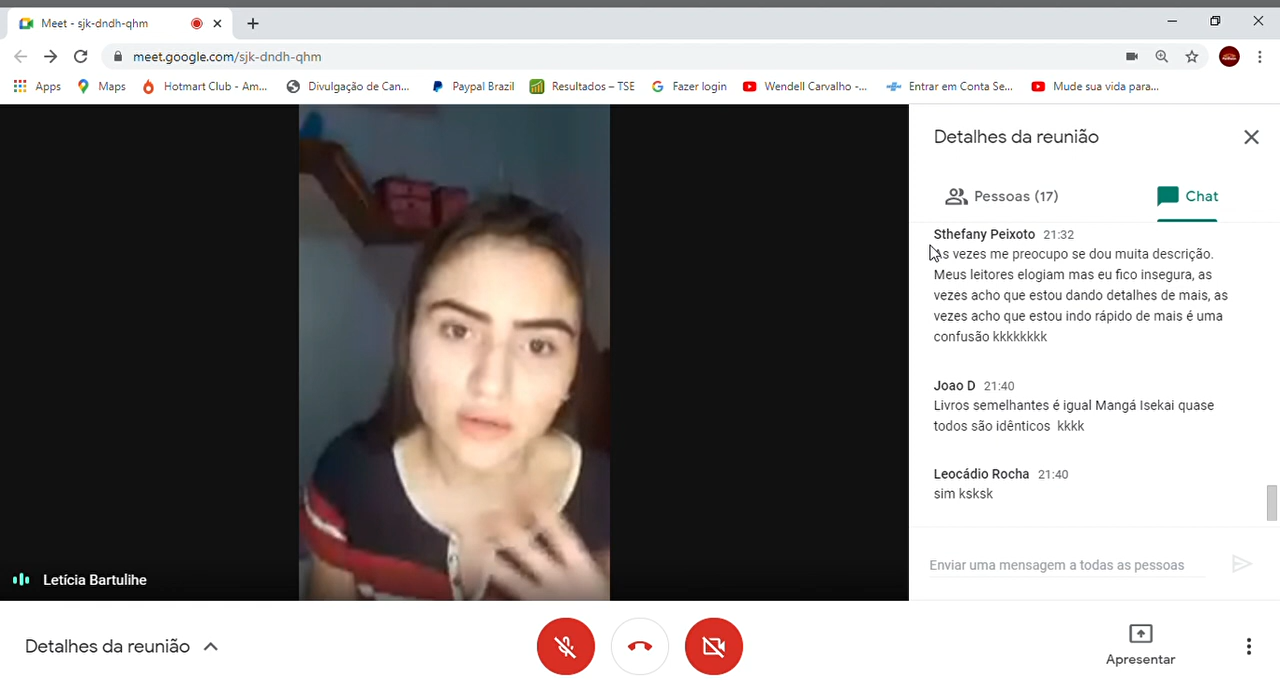 Meet - sjk-dndh-qhm
meet.google.com/sjk-dndh-qhm
Apps
Maps
Hotmart Club - Am...
Divulgação de Can...
Paypal Brazil
Resultados – TSE
Fazer login
Wendell Carvalho -...
Entrar em Conta Se...
Mude sua vida para...
Detalhes da reunião
Pessoas (17)
Chat
Sthefany Peixoto 21:32
As vezes me preocupo se dou muita descrição.
Meus leitores elogiam mas eu fico insegura, as
vezes acho que estou dando detalhes de mais, as
vezes acho que estou indo rápido de mais é uma
confusão kkkkkkkk
Joao D 21:40
Livros semelhantes é igual Mangá Isekai quase
todos são idênticos kkkk
Leocádio Rocha 21:40
sim ksksk
Enviar uma mensagem a todas as pessoas
Letícia Bartulihe
Detalhes da reunião
Apresentar